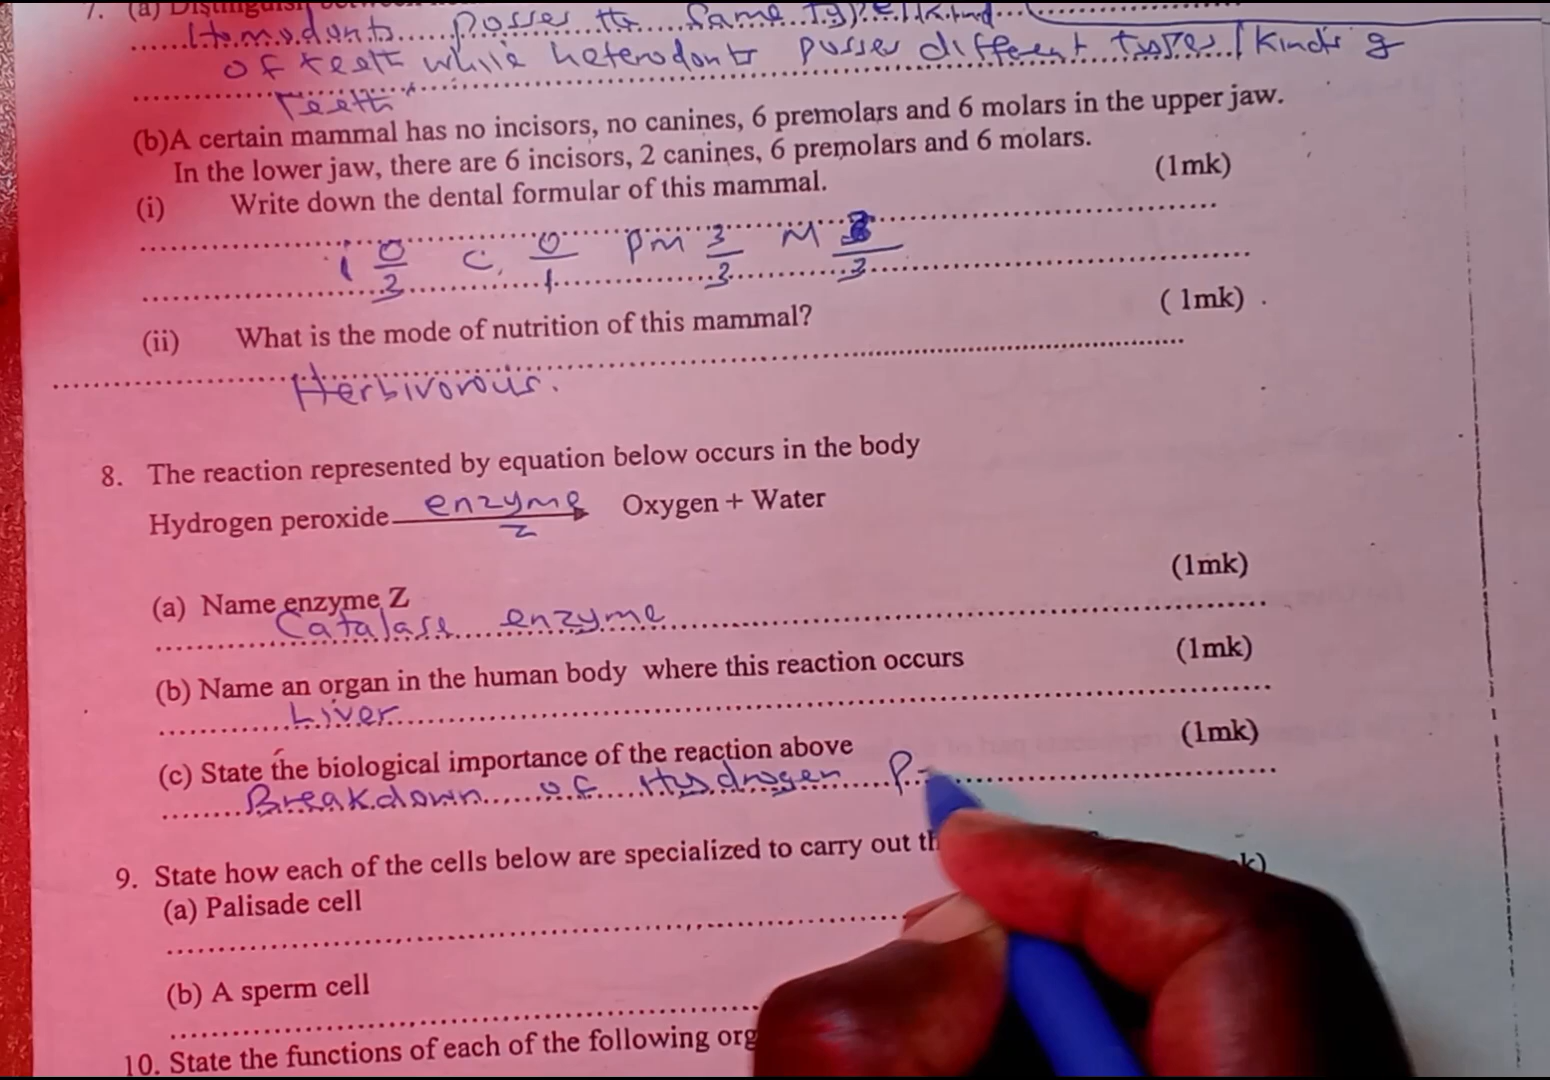 7. (a) Distinguish between
Homodonts posses the same type/kind
of teeth while heterodonts posses different types/kinds of
teeth
(b)A certain mammal has no incisors, no canines, 6 premolars and 6 molars in the upper jaw.
In the lower jaw, there are 6 incisors, 2 canines, 6 premolars and 6 molars.
(i) Write down the dental formular of this mammal. (1mk)
i 0/3 C 0/1 Pm 3/3 M 3/3
(ii) What is the mode of nutrition of this mammal? ( 1mk)
Herbivorous.
8. The reaction represented by equation below occurs in the body
Hydrogen peroxide enzyme Z Oxygen + Water
(a) Name enzyme Z (1mk)
Catalase enzyme
(b) Name an organ in the human body where this reaction occurs (1mk)
Liver
(c) State the biological importance of the reaction above (1mk)
Breakdown of Hydrogen P
9. State how each of the cells below are specialized to carry out
(a) Palisade cell
(b) A sperm cell
10. State the functions of each of the following org